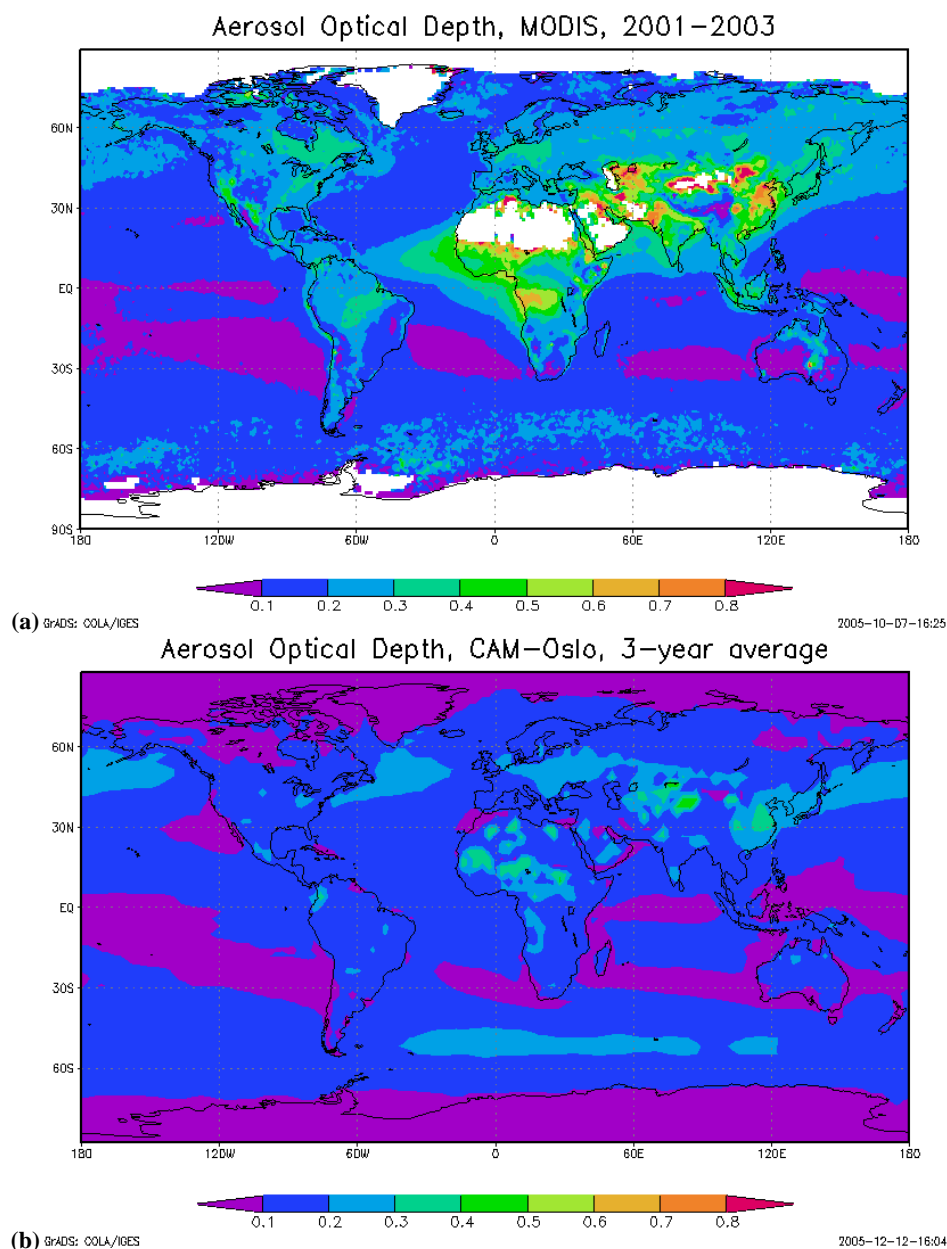 Aerosol Optical Depth, MODIS, 2001-2003
60N
30N
EQ
30S
60S
90S
180 120W 60W 0 60E 120E 180
0.1 0.2 0.3 0.4 0.5 0.6 0.7 0.8
(a) GrADS: COLA/IGES 2005-10-07-16:25
Aerosol Optical Depth, CAM-Oslo, 3-year average
60N
30N
EQ
30S
60S
180 120W 60W 0 60E 120E 180
0.1 0.2 0.3 0.4 0.5 0.6 0.7 0.8
(b) GrADS: COLA/IGES 2005-12-12-16:04